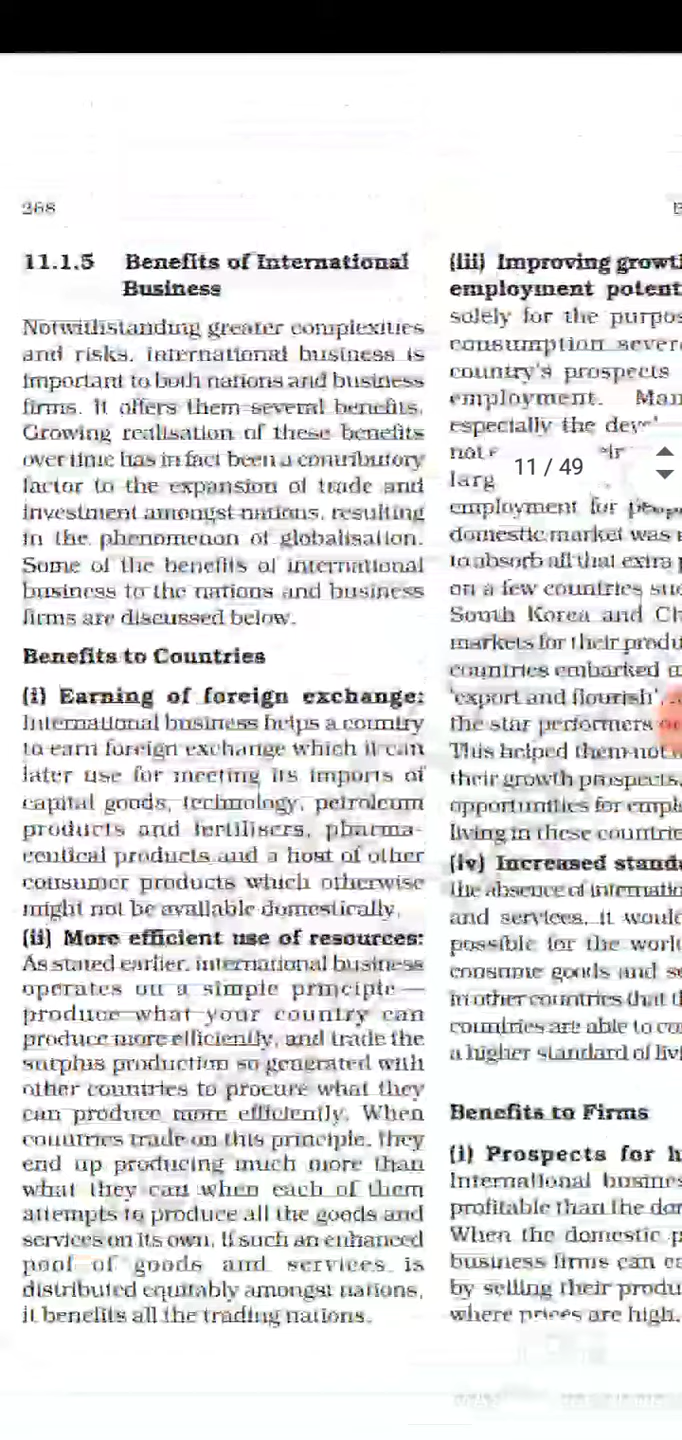 268
11.1.5 Benefits of International
Business
Notwithstanding greater complexities
and risks, international business is
important to both nations and business
firms. It offers them several benefits.
Growing realisation of these benefits
over time has in fact been a contributory
factor to the expansion of trade and
investment amongst nations, resulting
in the phenomenon of globalisation.
Some of the benefits of international
business to the nations and business
firms are discussed below.
Benefits to Countries
(i) Earning of foreign exchange:
International business helps a country
to earn foreign exchange which it can
later use for meeting its imports of
capital goods, technology, petroleum
products and fertilisers, pharma-
ceutical products and a host of other
consumer products which otherwise
might not be available domestically.
(ii) More efficient use of resources:
As stated earlier, international business
operates on a simple principle —
produce what your country can
produce more efficiently, and trade the
surplus production so generated with
other countries to procure what they
can produce more efficiently. When
countries trade on this principle, they
end up producing much more than
what they can when each of them
attempts to produce all the goods and
services on its own. If such an enhanced
pool of goods and services is
distributed equitably amongst nations,
it benefits all the trading nations.
(iii) Improving growt
employment potent
solely for the purpos
consumption sever
country's prospects
employment. Man
especially the dev
not
larg
11 / 49
employment for
domestic market was
to absorb all that extra p
on a few countries suc
South Korea and Ch
markets for their produ
countries embarked
'export and flourish',
the star performers
This helped them not
their growth prospects,
opportunities for empl
living in these countrie
(iv) Increased stand
the absence of internatio
and services, it would
possible for the worl
consume goods and se
in other countries that t
countries are able to co
a higher standard of liv
Benefits to Firms
(i) Prospects for h
International busines
profitable than the do
When the domestic p
business firms can e
by selling their produ
where prices are high.